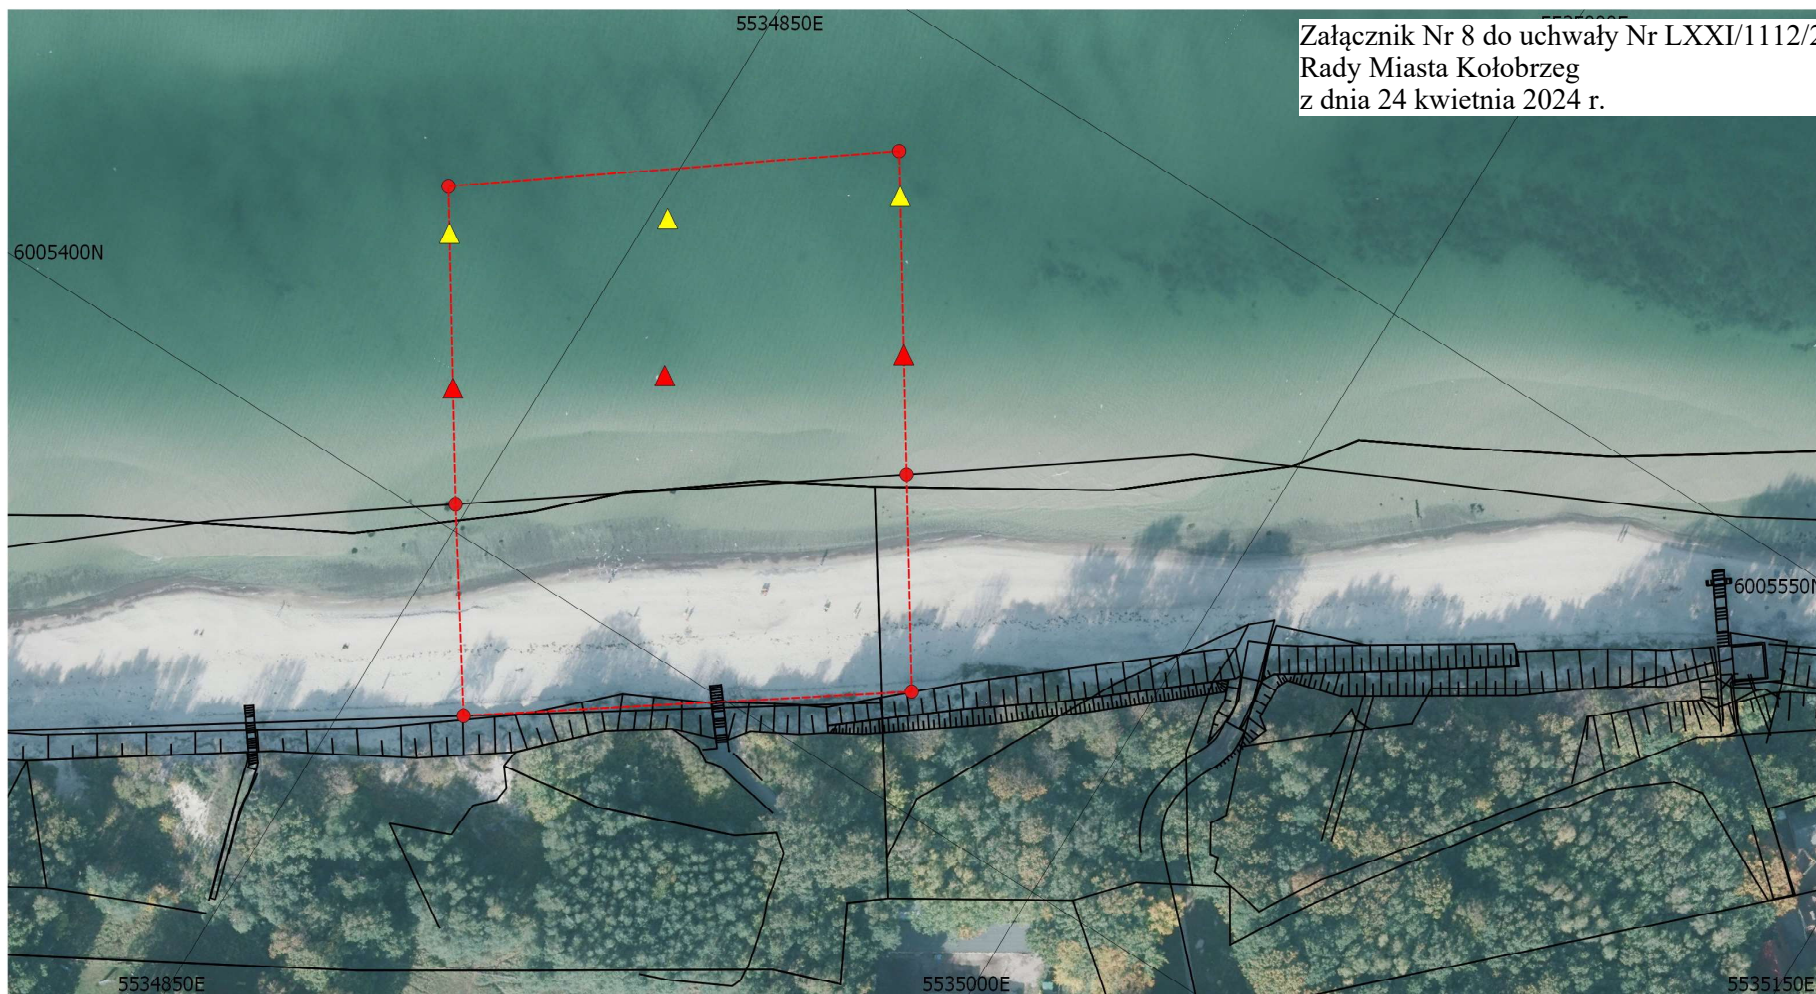 5534850E
Załącznik Nr 8 do uchwały Nr LXXI/1112/2
Rady Miasta Kołobrzeg
z dnia 24 kwietnia 2024 r.
6005400N
6005550N
5534850E
5535000E
5535150E